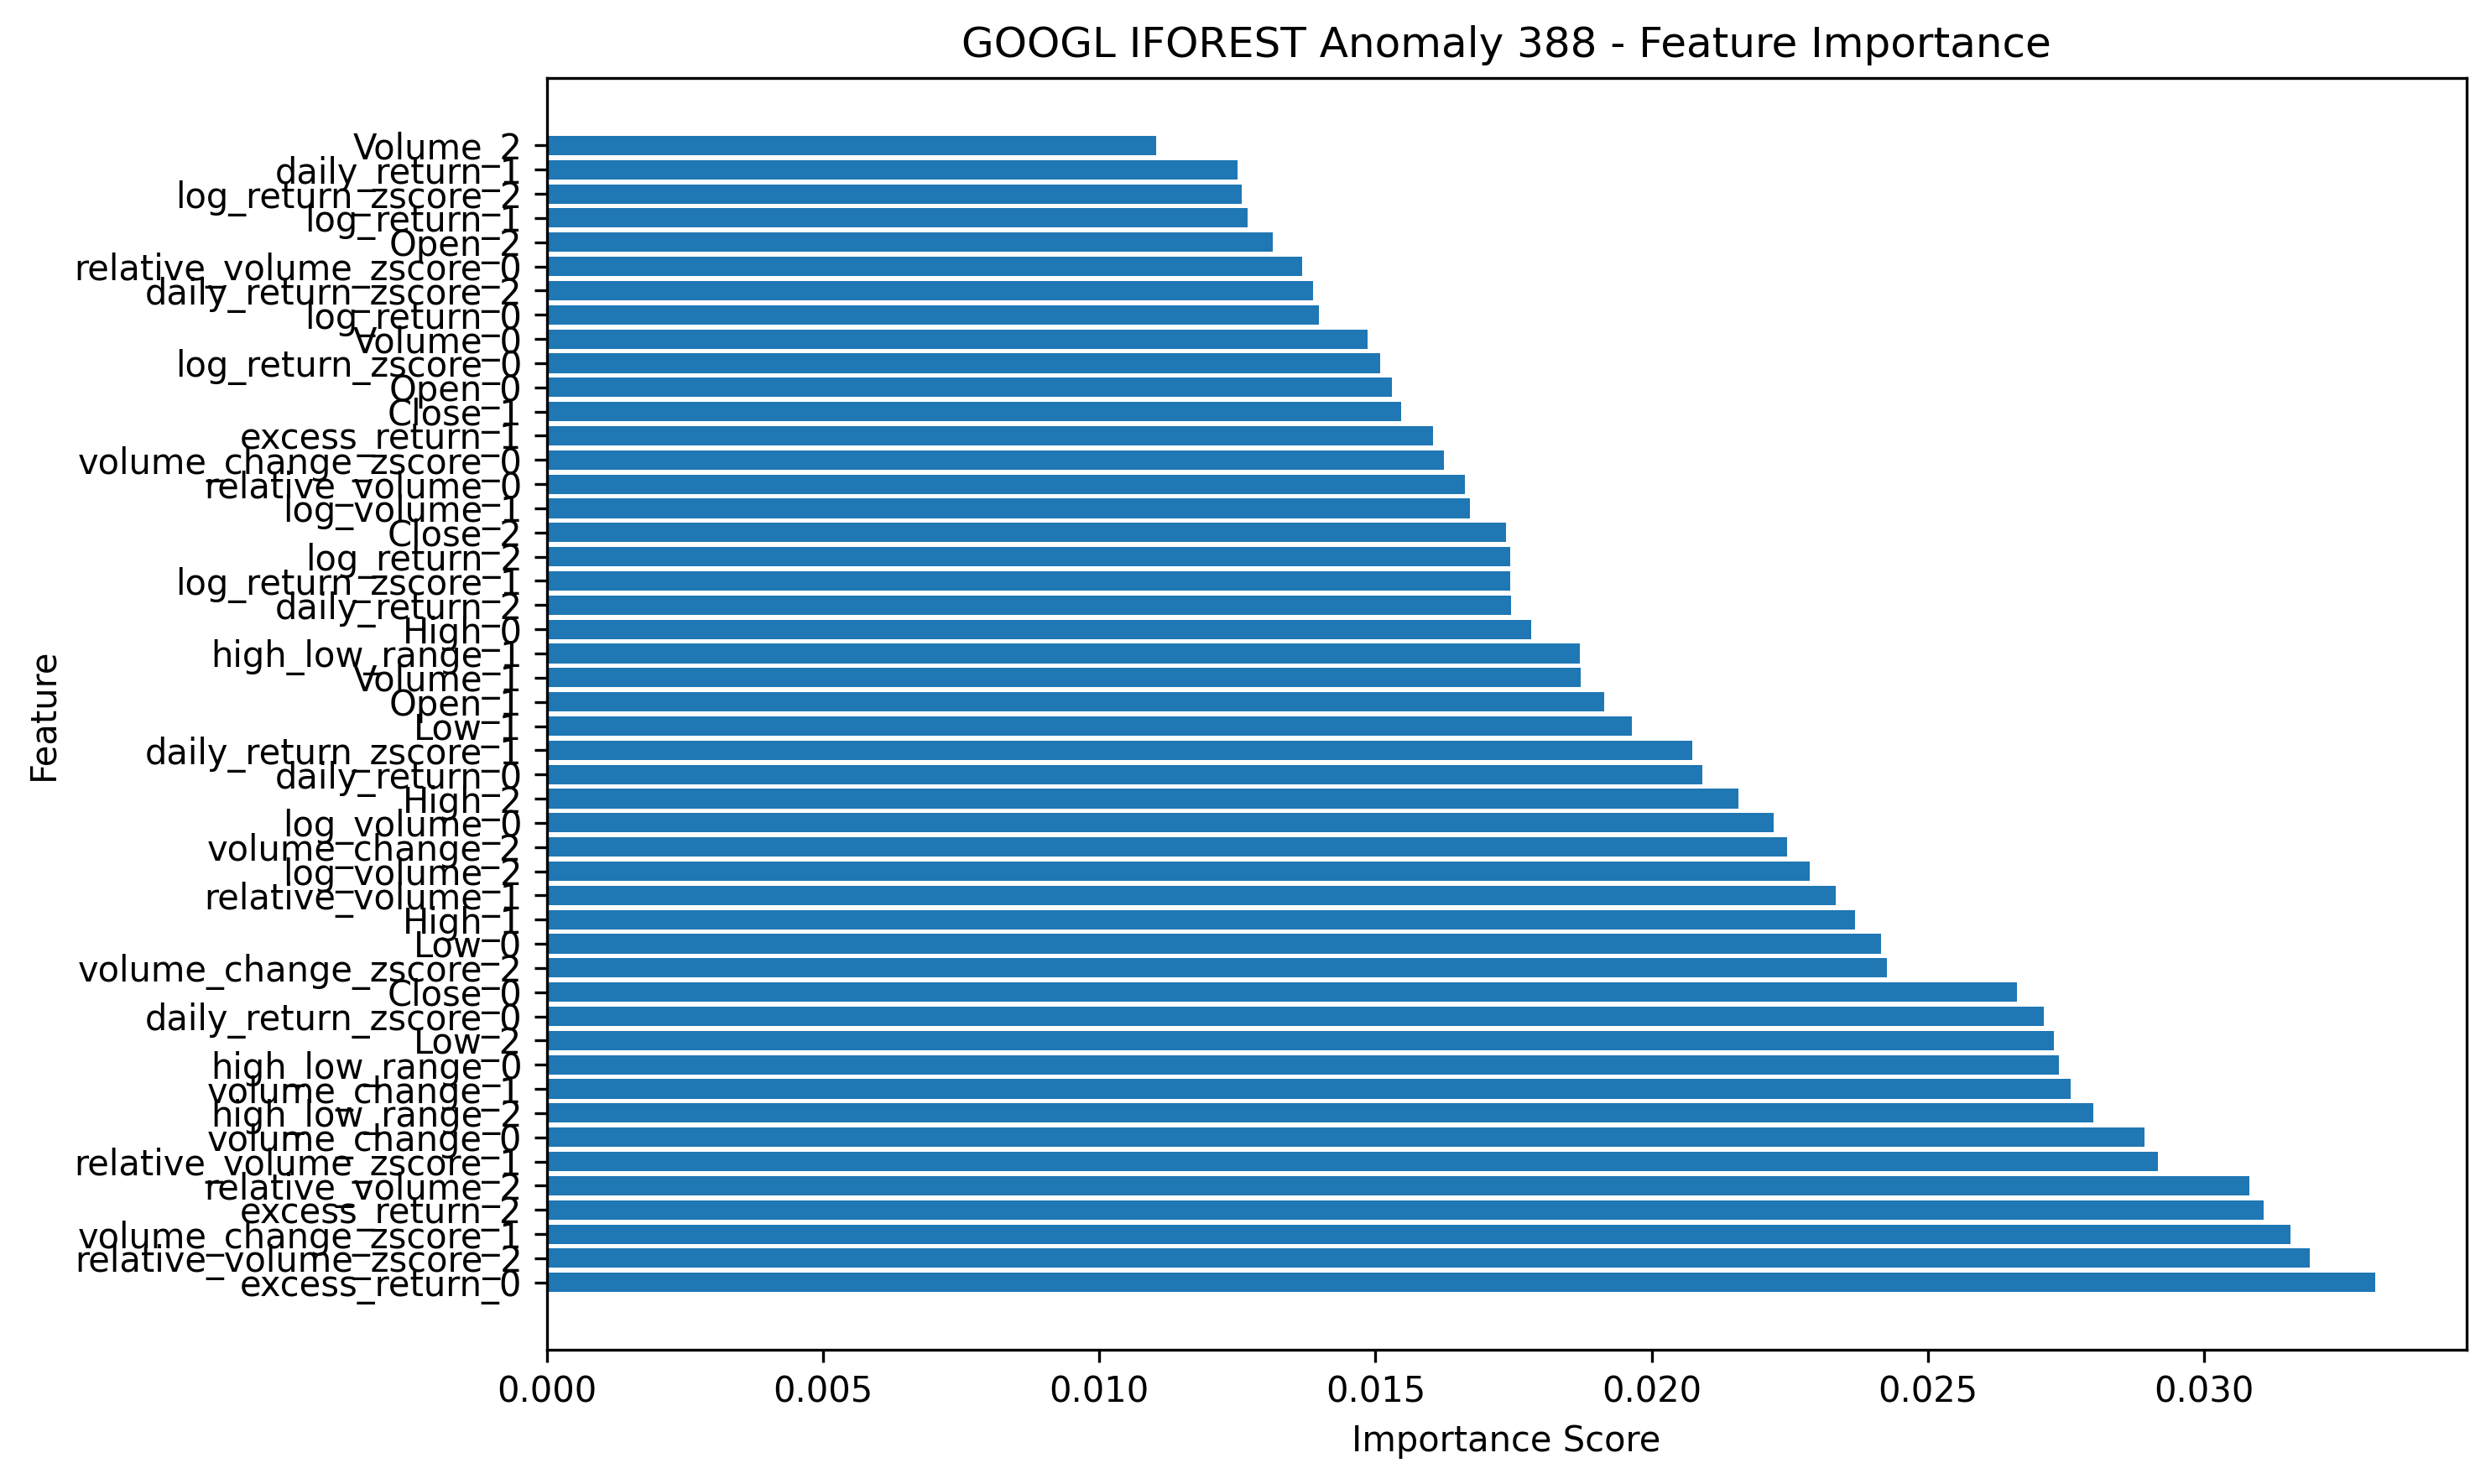 GOOGL IFOREST Anomaly 388 - Feature Importance
Volume_2
daily_return_1
log_return_zscore_2
log_return_1
Open_2
relative_volume_zscore_0
daily_return_zscore_2
log_return_0
Volume_0
log_return_zscore_0
Open_0
Close_1
excess_return_1
volume_change_zscore_0
relative_volume_0
log_volume_1
Close_2
log_return_2
log_return_zscore_1
daily_return_2
High_0
high_low_range_1
Volume_1
Open_1
Low_1
daily_return_zscore_1
daily_return_0
High_2
log_volume_0
volume_change_2
log_volume_2
relative_volume_1
High_1
Low_0
volume_change_zscore_2
Close_0
daily_return_zscore_0
Low_2
high_low_range_0
volume_change_1
high_low_range_2
volume_change_0
relative_volume_zscore_1
relative_volume_2
excess_return_2
volume_change_zscore_1
relative_volume_zscore_2
excess_return_0
Feature
0.000 0.005 0.010 0.015 0.020 0.025 0.030
Importance Score